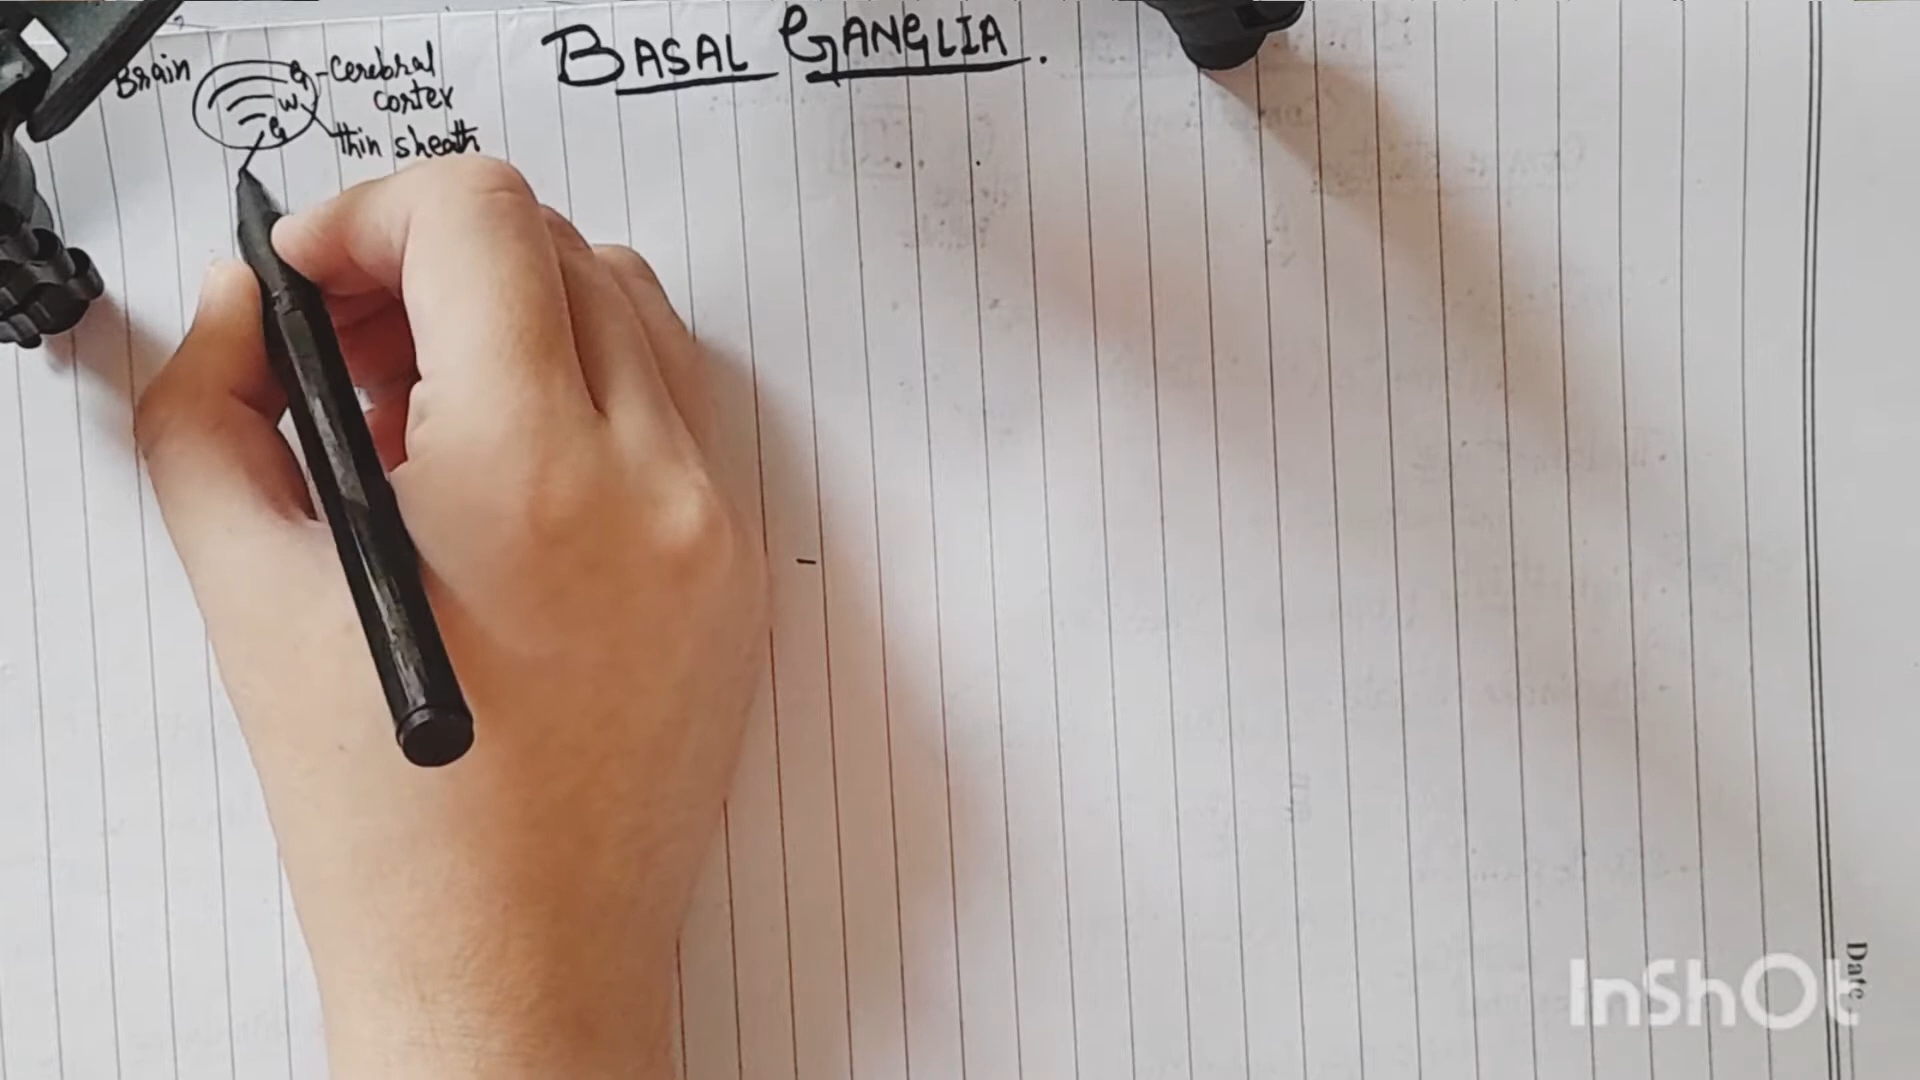 BASAL GANGLIA.
Brain
G - Cerebral
cortex
W
thin sheath
G
InShOt
Date